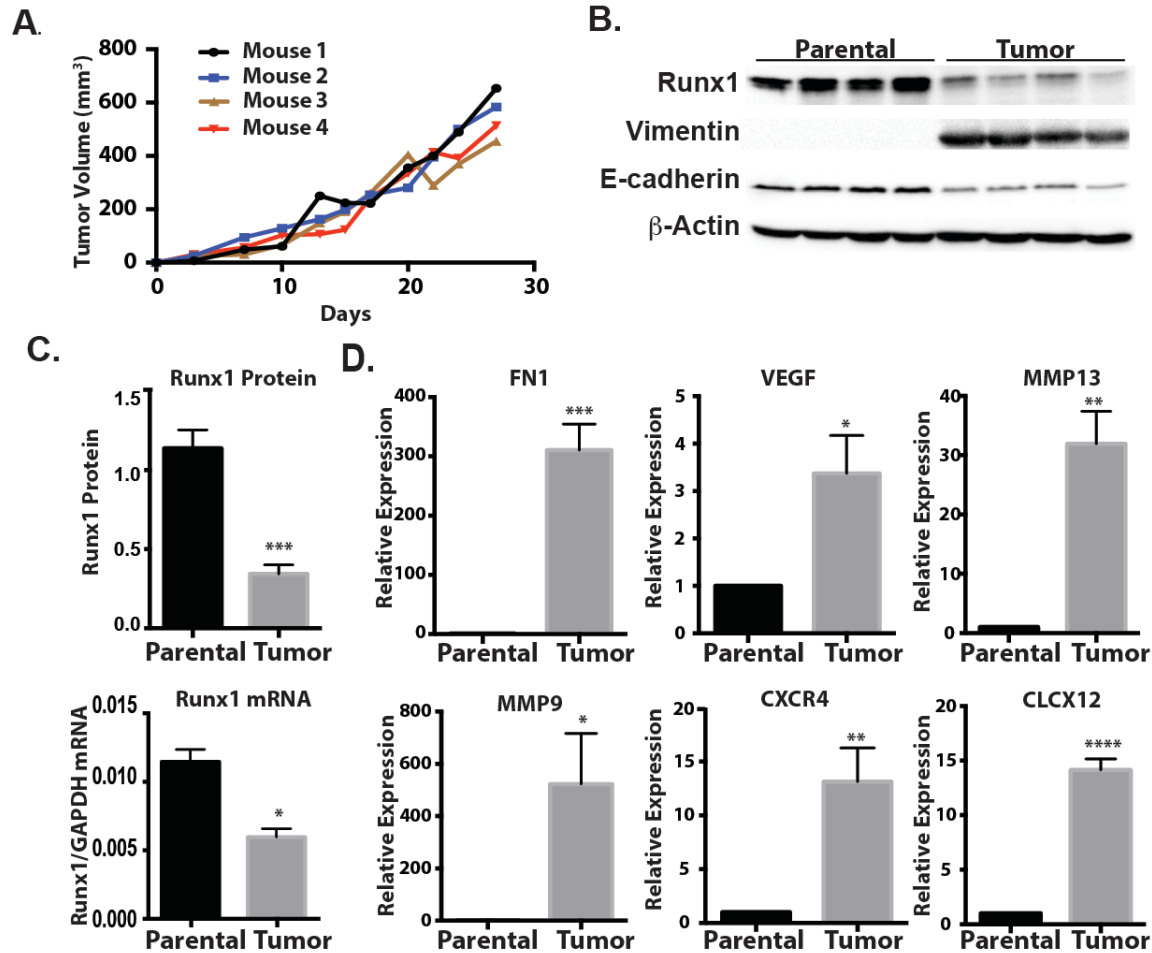 A.
Tumor Volume (mm³)
800
600
400
200
0
Mouse 1
Mouse 2
Mouse 3
Mouse 4
0 10 20 30
Days
B.
Parental Tumor
Runx1
Vimentin
E-cadherin
β-Actin
C.
Runx1 Protein
Runx1 Protein
1.5
1.0
0.5
0.0
***
Parental Tumor
Runx1 mRNA
Runx1/GAPDH mRNA
0.015
0.010
0.005
0.000
*
Parental Tumor
D.
FN1
Relative Expression
400
300
200
100
0
***
Parental Tumor
VEGF
Relative Expression
5
4
3
2
1
0
*
Parental Tumor
MMP13
Relative Expression
40
30
20
10
0
**
Parental Tumor
MMP9
Relative Expression
800
600
400
200
0
*
Parental Tumor
CXCR4
Relative Expression
20
15
10
5
0
**
Parental Tumor
CLCX12
Relative Expression
20
15
10
5
0
****
Parental Tumor